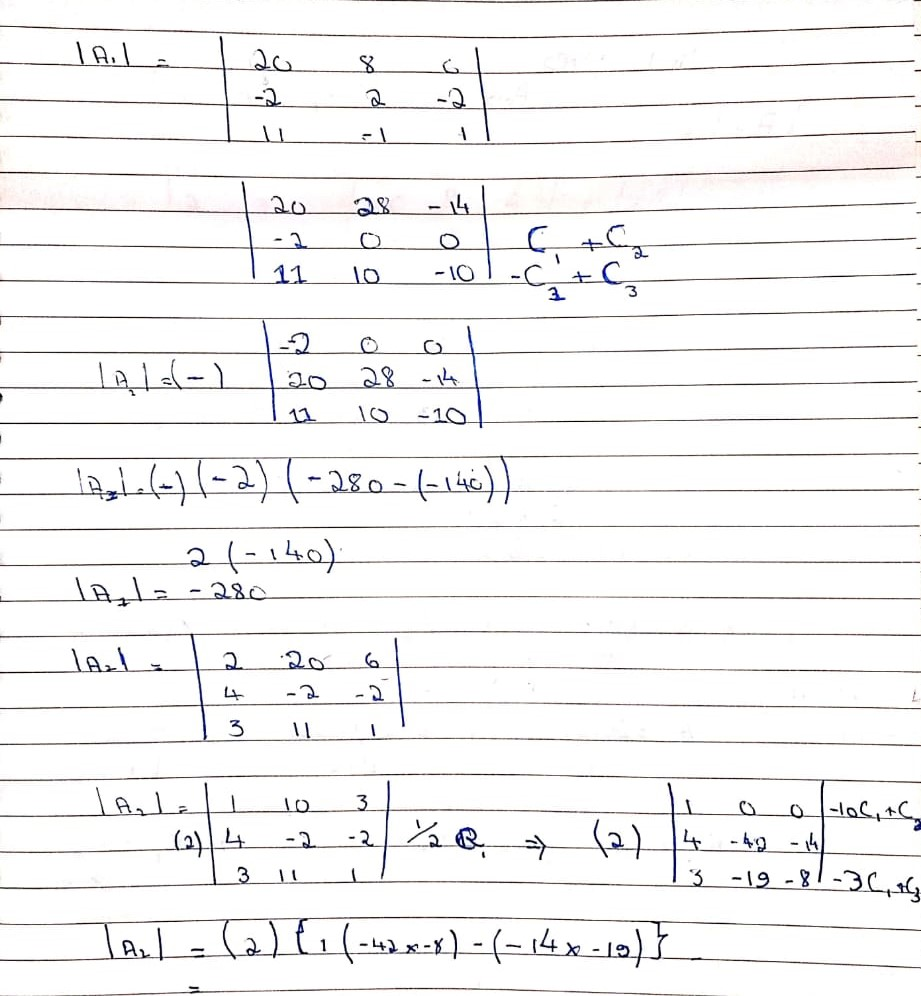 |A₁| = | 20 8 6 |
| -2 2 -2 |
| 11 -1 1 |
| 20 28 -14 |
| -2 0 0 | C₁ + C₂
| 11 10 -10 | -C₁ + C₃
| -2 0 0 |
|A₁| = (-) | 20 28 -14 |
| 11 10 -10 |
|A₁| = (-) (-2) (-280 - (-140))
2 (-140)
|A₁| = -280
|A₂| = | 2 20 6 |
| 4 -2 -2 |
| 3 11 1 |
|A₂| = | 1 10 3 | | 1 0 0 | -10C₁ + C₂
(2) | 4 -2 -2 | 1/2 R₁ ⇒ (2) | 4 -42 -14 |
| 3 11 1 | | 3 -19 -8 | -3C₁ + C₃
|A₂| = (2) { 1 (-42 x -8) - (-14 x -19) }
=